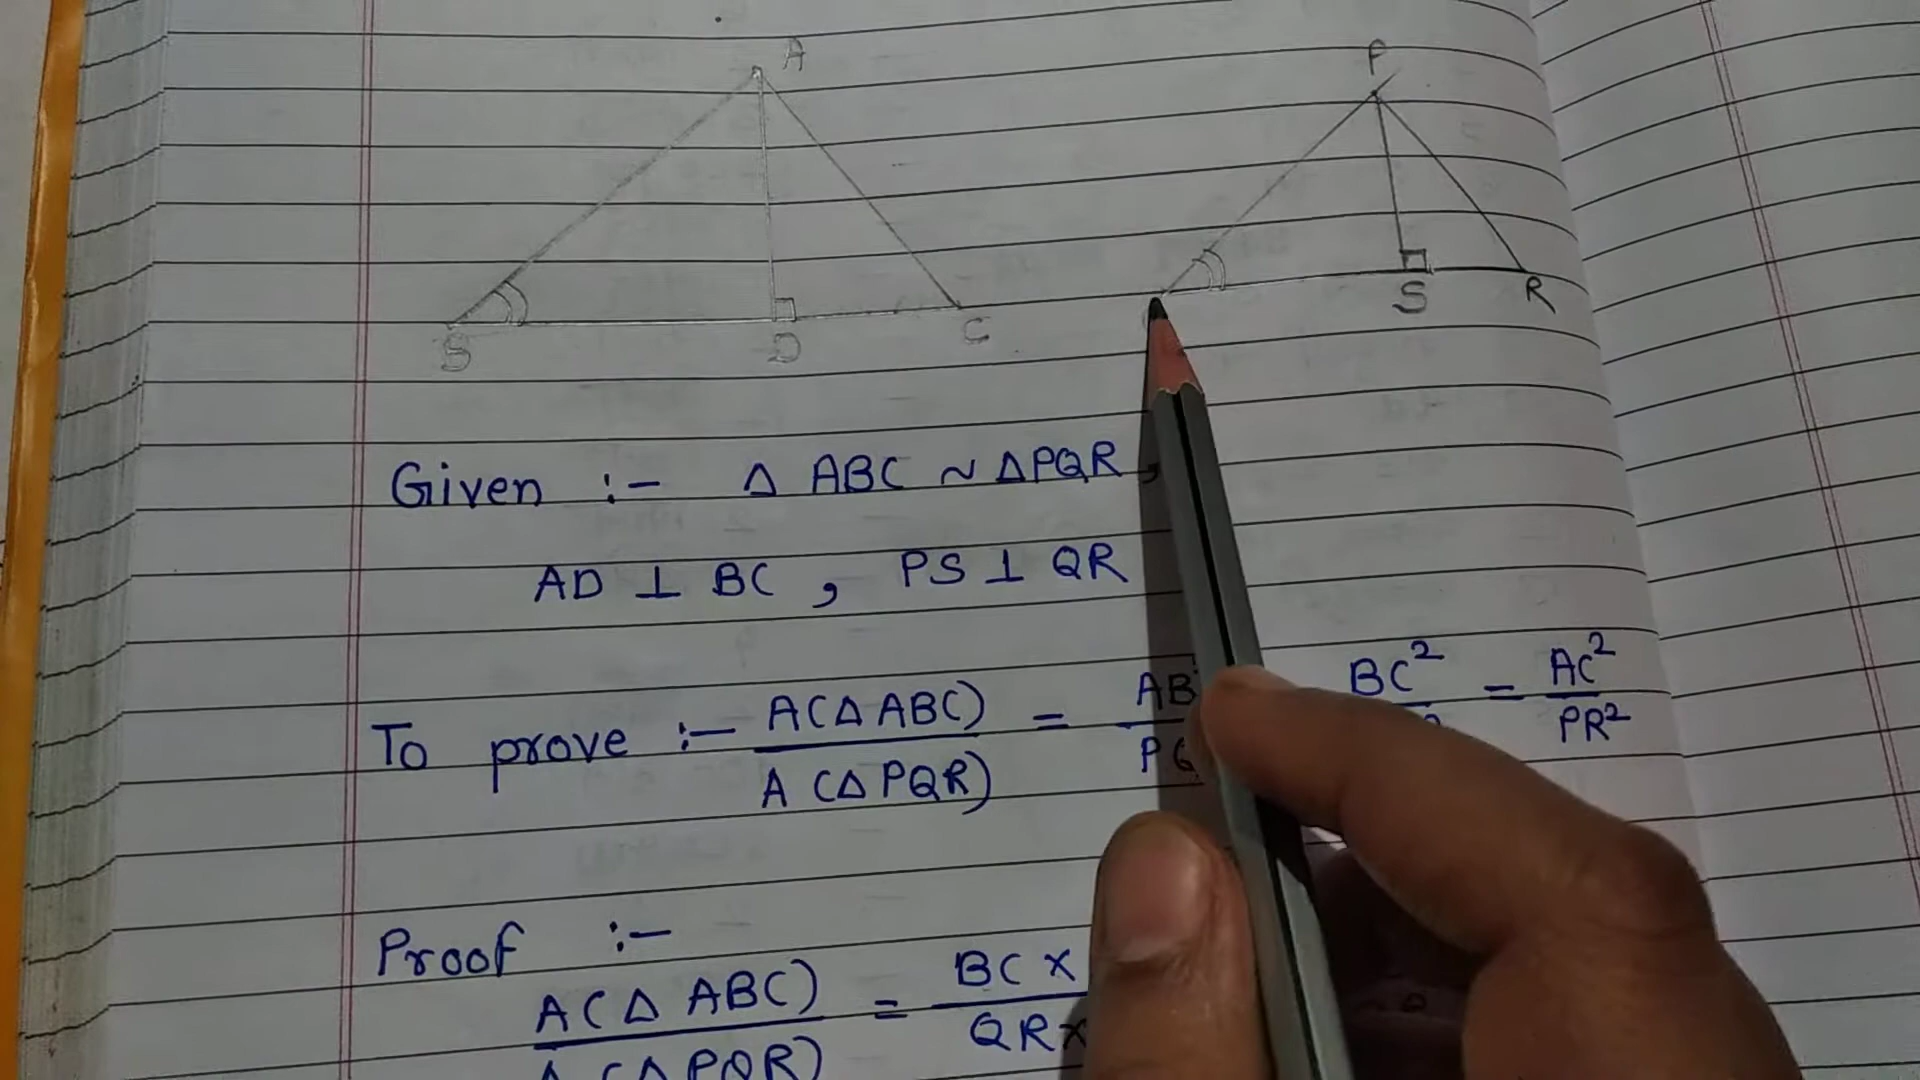 A P
B D C S R
Given :- Δ ABC ~ ΔPQR ,
AD ⊥ BC , PS ⊥ QR
To prove :- A(Δ ABC) / A (Δ PQR) = AB / PQ BC² = AC² / PR²
Proof :-
A(Δ ABC) / A (Δ PQR) = BC x / QR x